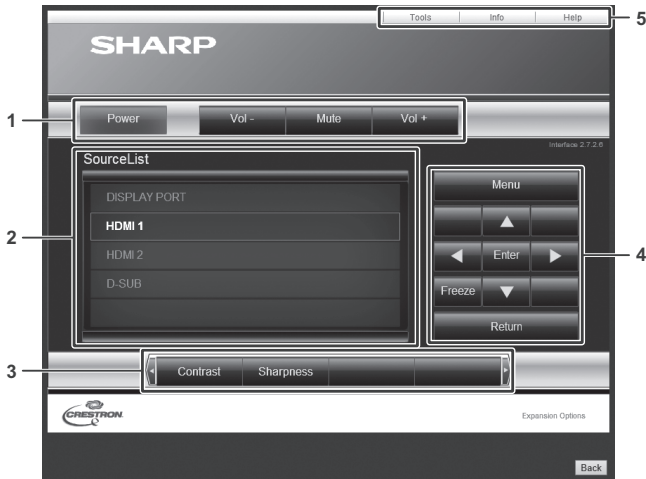 Tools Info Help 5
SHARP
1 Power Vol - Mute Vol +
Interface 2.7.2.6
SourceList
DISPLAY PORT
HDMI 1
HDMI 2
D-SUB
2
Menu
Enter
Freeze
Return
4
3 Contrast Sharpness
CRESTRON
Expansion Options
Back